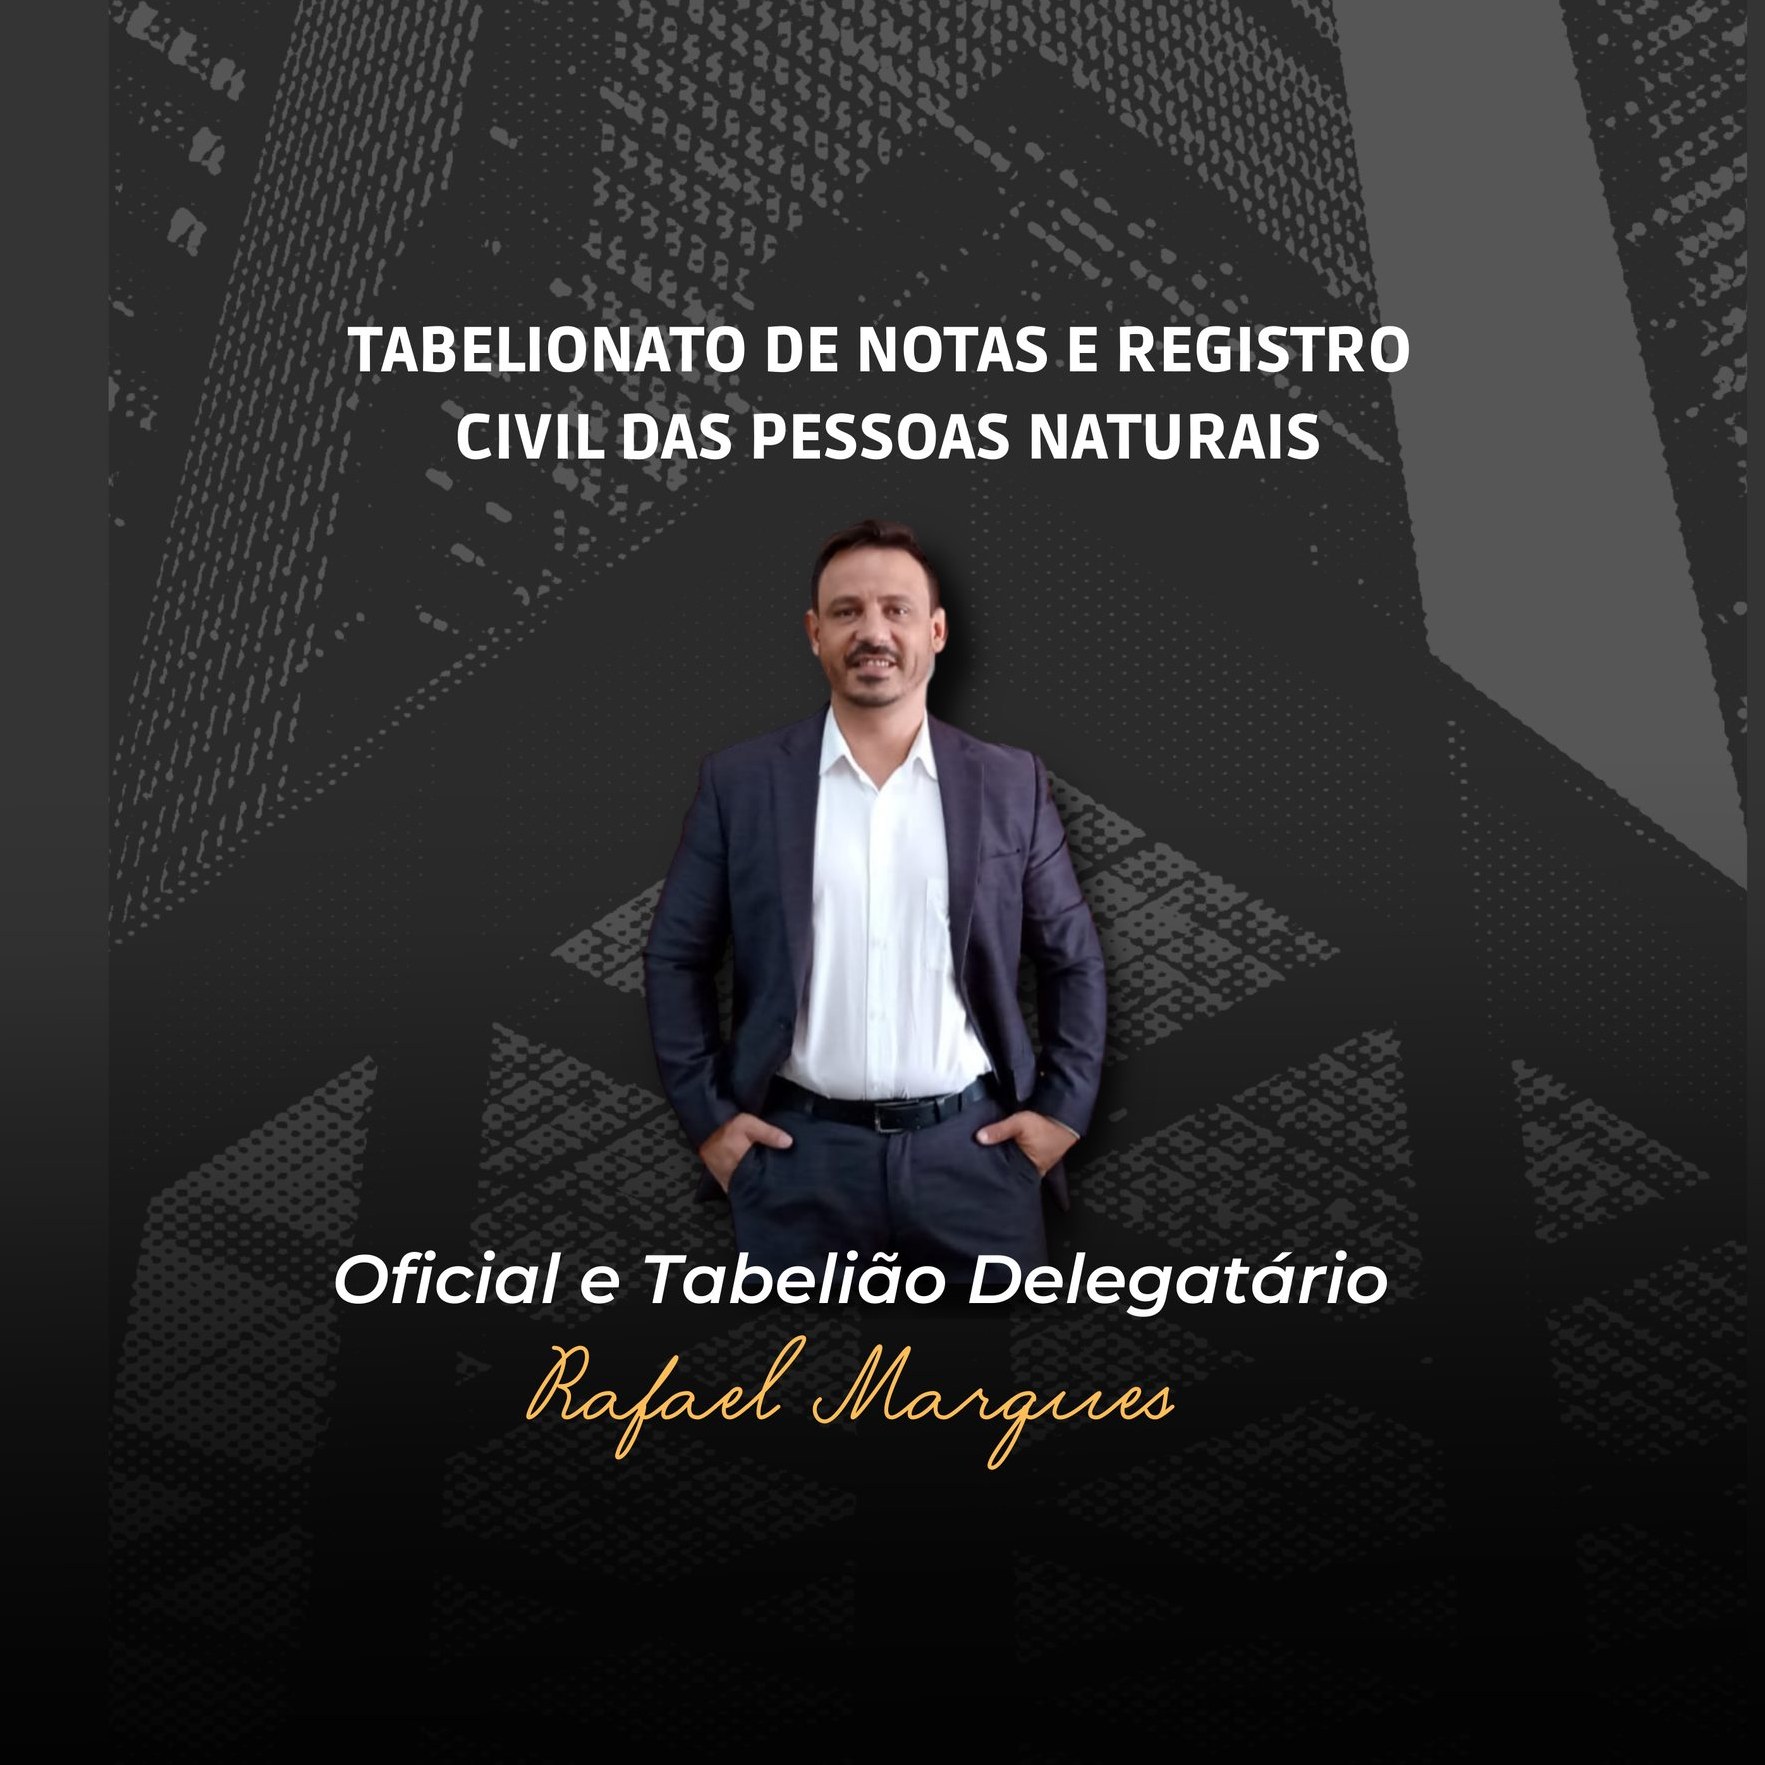 TABELIONATO DE NOTAS E REGISTRO
CIVIL DAS PESSOAS NATURAIS
Oficial e Tabelião Delegatário
Rafael Marques